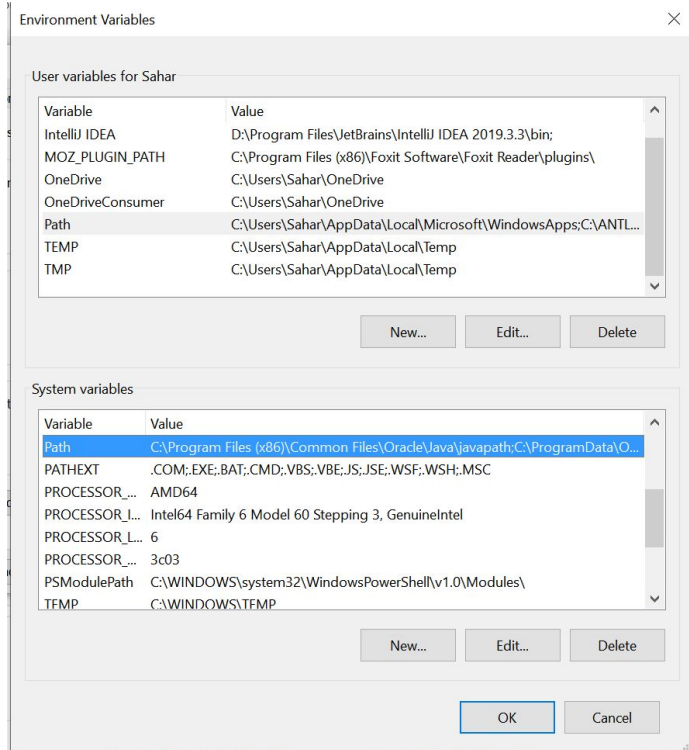 Environment Variables
User variables for Sahar
Variable Value
IntelliJ IDEA D:\Program Files\JetBrains\IntelliJ IDEA 2019.3.3\bin;
MOZ_PLUGIN_PATH C:\Program Files (x86)\Foxit Software\Foxit Reader\plugins\
OneDrive C:\Users\Sahar\OneDrive
OneDriveConsumer C:\Users\Sahar\OneDrive
Path C:\Users\Sahar\AppData\Local\Microsoft\WindowsApps;C:\ANTL...
TEMP C:\Users\Sahar\AppData\Local\Temp
TMP C:\Users\Sahar\AppData\Local\Temp
New... Edit... Delete
System variables
Variable Value
Path C:\Program Files (x86)\Common Files\Oracle\Java\javapath;C:\ProgramData\O...
PATHEXT .COM;.EXE;.BAT;.CMD;.VBS;.VBE;.JS;.JSE;.WSF;.WSH;.MSC
PROCESSOR_... AMD64
PROCESSOR_I... Intel64 Family 6 Model 60 Stepping 3, GenuineIntel
PROCESSOR_L... 6
PROCESSOR_... 3c03
PSModulePath C:\WINDOWS\system32\WindowsPowerShell\v1.0\Modules\
TEMP C:\WINDOWS\TEMP
New... Edit... Delete
OK Cancel